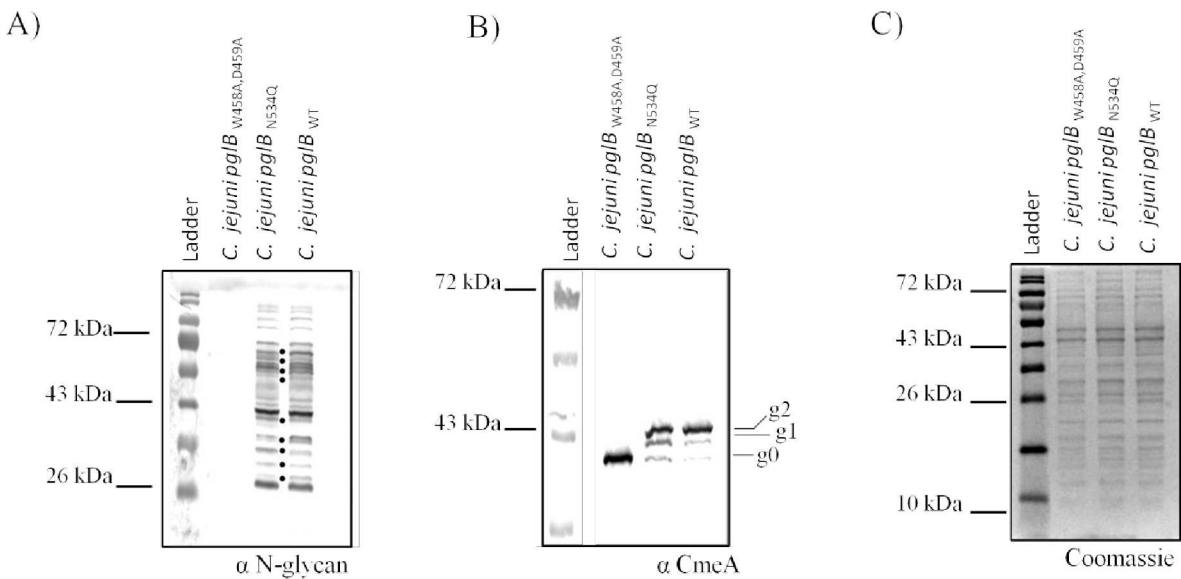 A)
Ladder
C. jejuni pglB W458A,D459A
C. jejuni pglB N534Q
C. jejuni pglB WT
72 kDa
43 kDa
26 kDa
α N-glycan
B)
Ladder
C. jejuni pglB W458A,D459A
C. jejuni pglB N534Q
C. jejuni pglB WT
72 kDa
43 kDa
g2
g1
g0
α CmeA
C)
Ladder
C. jejuni pglB W458A,D459A
C. jejuni pglB N534Q
C. jejuni pglB WT
72 kDa
43 kDa
26 kDa
10 kDa
Coomassie